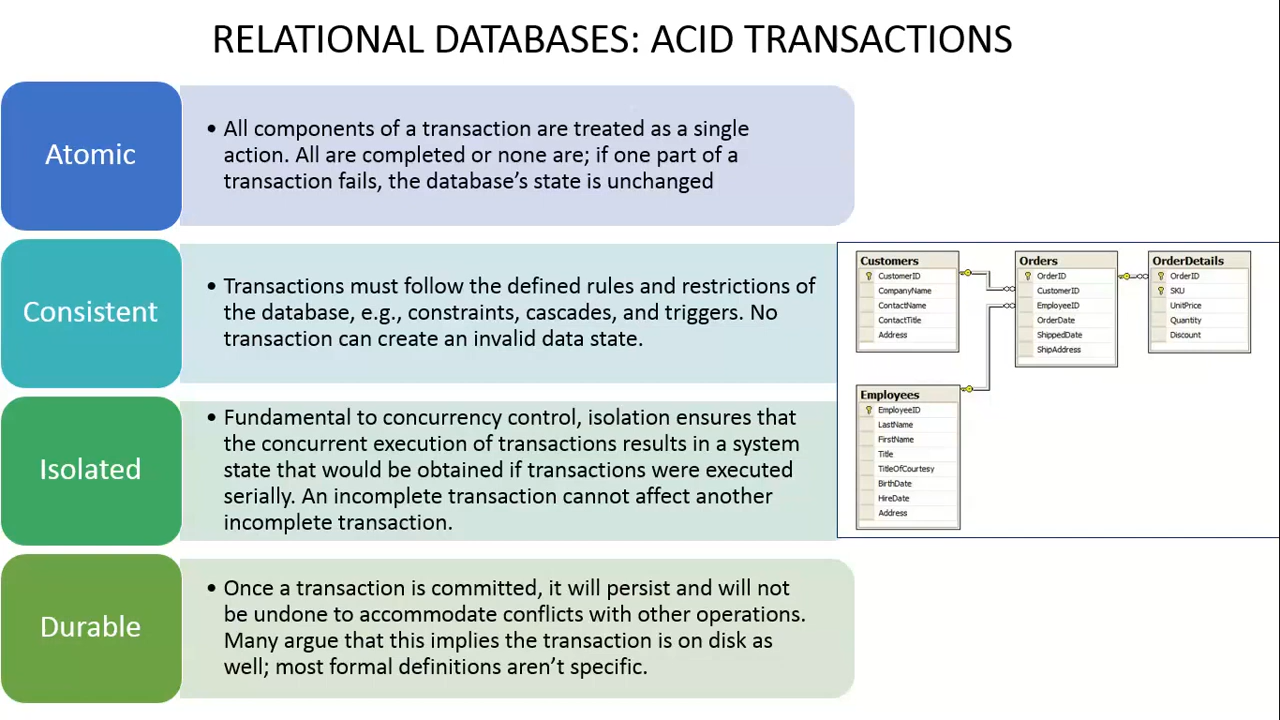 RELATIONAL DATABASES: ACID TRANSACTIONS
Atomic
• All components of a transaction are treated as a single
action. All are completed or none are; if one part of a
transaction fails, the database’s state is unchanged
Consistent
• Transactions must follow the defined rules and restrictions of
the database, e.g., constraints, cascades, and triggers. No
transaction can create an invalid data state.
Isolated
• Fundamental to concurrency control, isolation ensures that
the concurrent execution of transactions results in a system
state that would be obtained if transactions were executed
serially. An incomplete transaction cannot affect another
incomplete transaction.
Durable
• Once a transaction is committed, it will persist and will not
be undone to accommodate conflicts with other operations.
Many argue that this implies the transaction is on disk as
well; most formal definitions aren’t specific.
Customers
CustomerID
CompanyName
ContactName
ContactTitle
Address
Orders
OrderID
CustomerID
EmployeeID
OrderDate
ShippedDate
ShipAddress
OrderDetails
OrderID
SKU
UnitPrice
Quantity
Discount
Employees
EmployeeID
LastName
FirstName
Title
TitleOfCourtesy
BirthDate
HireDate
Address